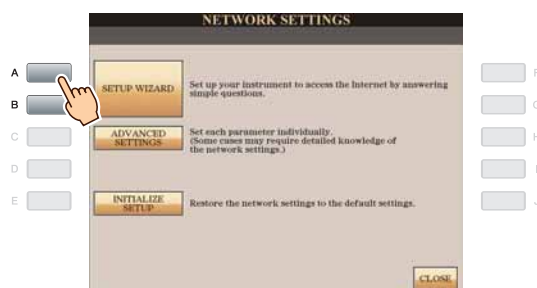 NETWORK SETTINGS
A
SETUP WIZARD
Set up your instrument to access the Internet by answering
simple questions.
B
C
ADVANCED
SETTINGS
Set each parameter individually.
(Some cases may require detailed knowledge of
the network settings.)
D
E
INITIALIZE
SETUP
Restore the network settings to the default settings.
CLOSE